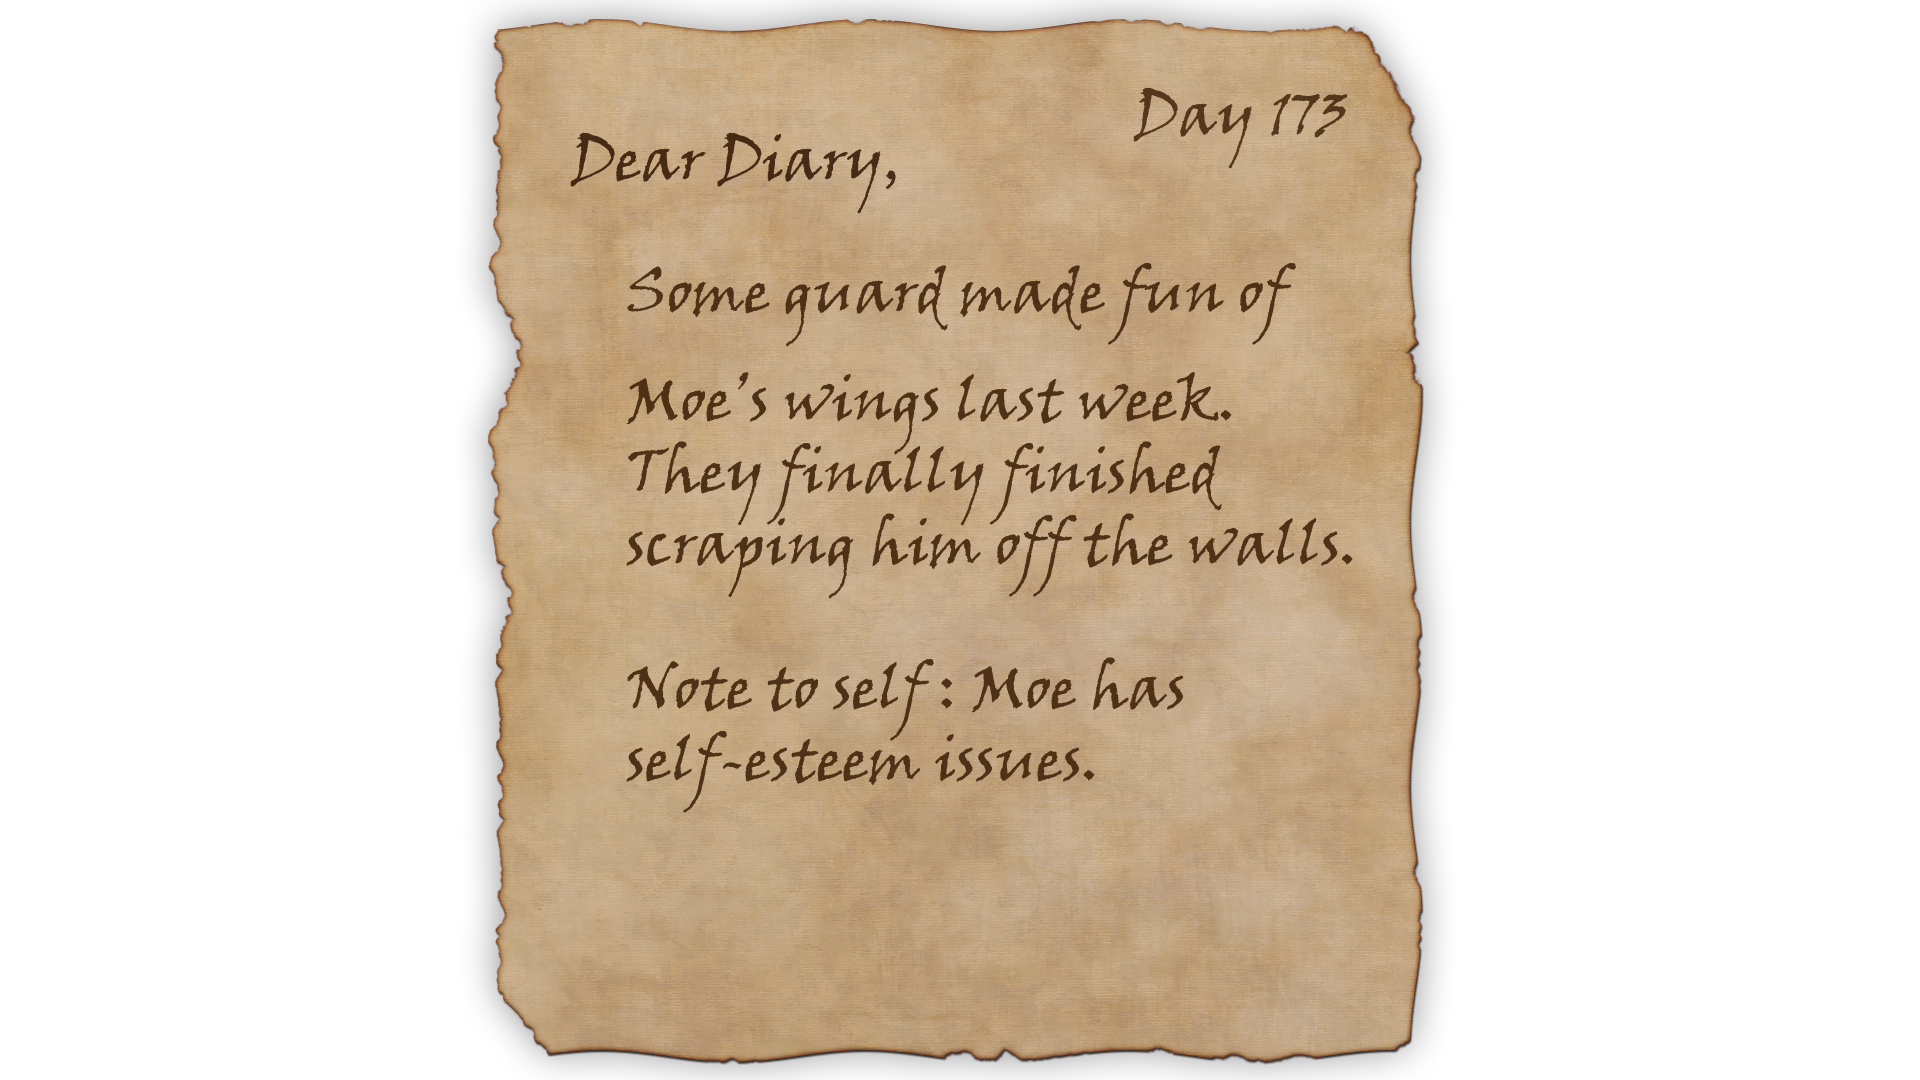 Day 173
Dear Diary,
Some guard made fun of
Moe's wings last week.
They finally finished
scraping him off the walls.
Note to self : Moe has
self-esteem issues.